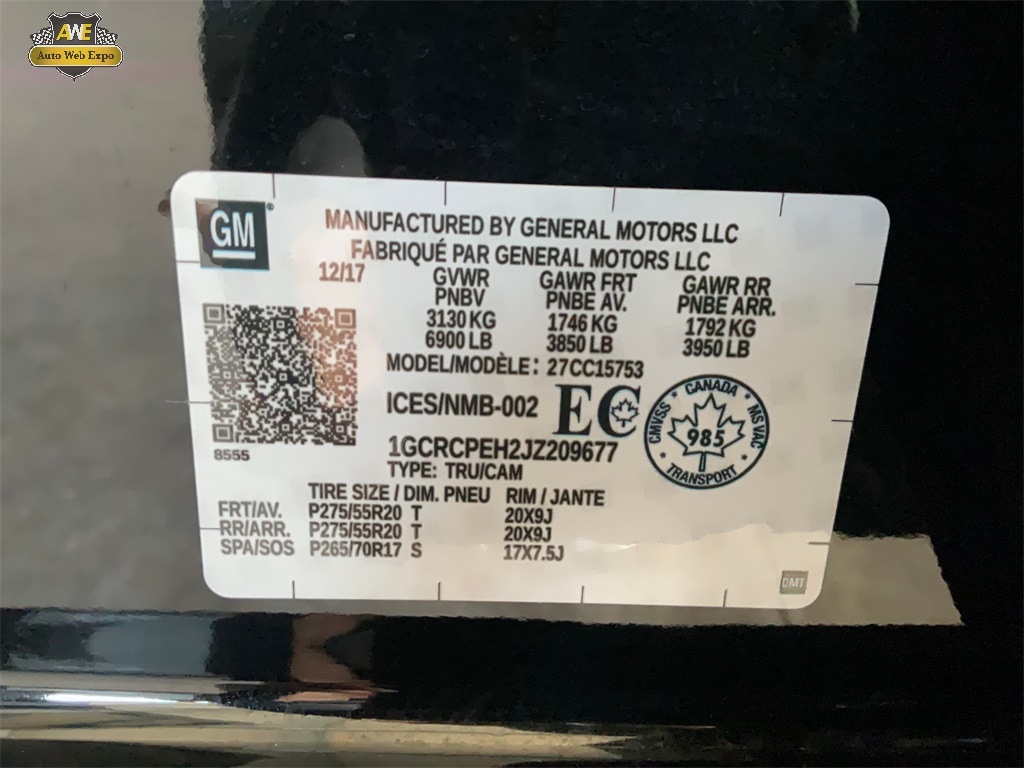 AWE
Auto Web Expo
GM
MANUFACTURED BY GENERAL MOTORS LLC
FABRIQUÉ PAR GENERAL MOTORS LLC
12/17
GVWR GAWR FRT GAWR RR
PNBV PNBE AV. PNBE ARR.
3130 KG 1746 KG 1792 KG
6900 LB 3850 LB 3950 LB
MODEL/MODÈLE: 27CC15753
ICES/NMB-002 EC
CANADA
CMVSS 985 MSVAC
TRANSPORT
8555
1GCRCPEH2JZ209677
TYPE: TRU/CAM
TIRE SIZE / DIM. PNEU RIM / JANTE
FRT/AV. P275/55R20 T 20X9J
RR/ARR. P275/55R20 T 20X9J
SPA/SOS P265/70R17 S 17X7.5J
DMT